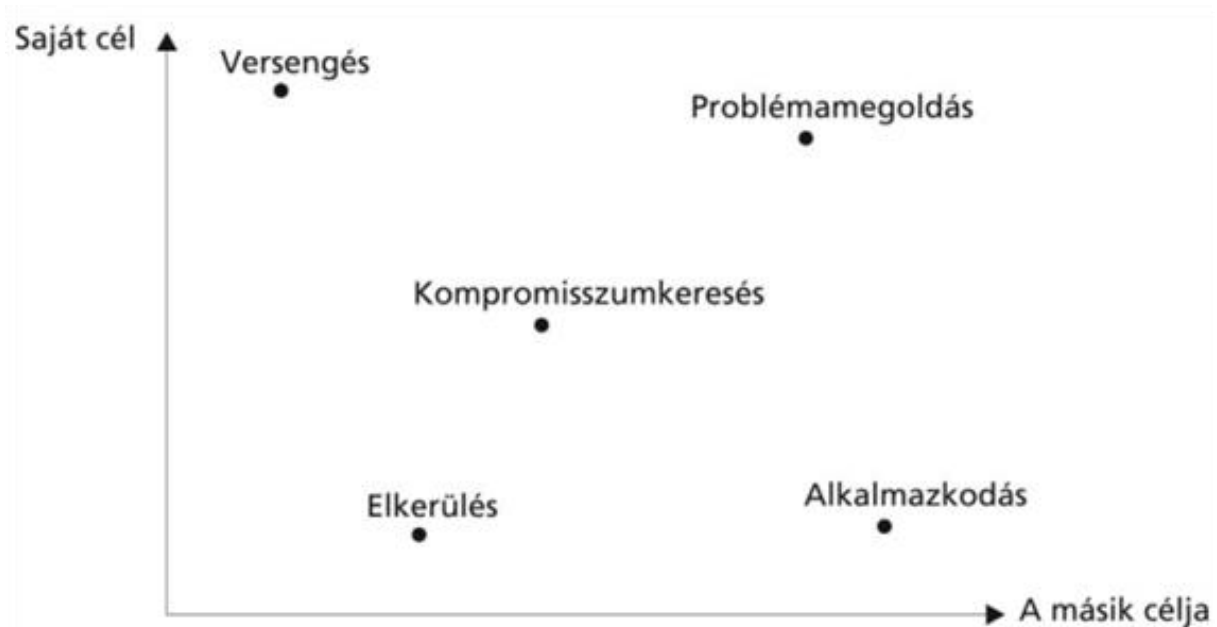 Saját cél
Versengés
Problémamegoldás
Kompromisszumkeresés
Elkerülés
Alkalmazkodás
A másik célja